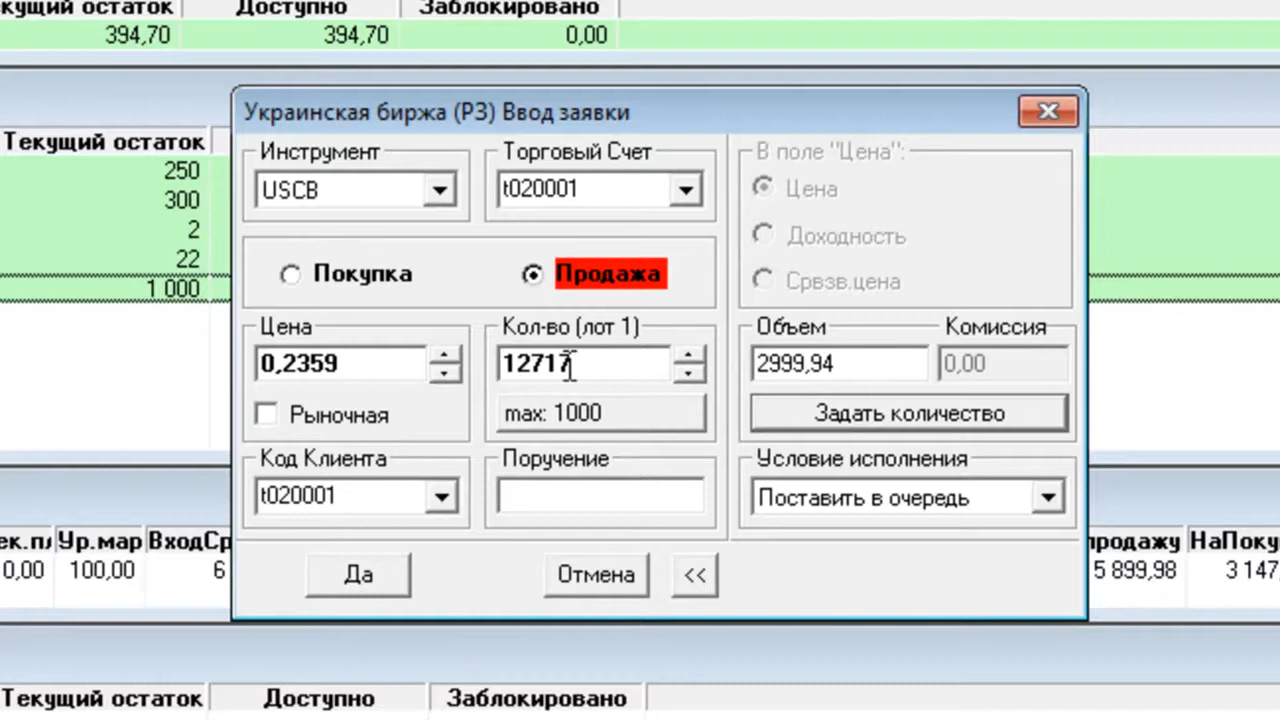 кущий остаток Доступно Заблокировано
394,70 394,70 0,00
Украинская биржа (РЗ) Ввод заявки
Текущий остаток
250
300
2
22
1 000
Инструмент Торговый Счет В поле "Цена":
USCB t020001 Цена
Доходность
Покупка Продажа Срвзв.цена
Цена Кол-во (лот 1) Объем Комиссия
0,2359 12717 2999,94 0,00
Рыночная max: 1000 Задать количество
Код Клиента Поручение Условие исполнения
t020001 Поставить в очередь
Да Отмена <<
ек.пл Ур.мар ВходСр продажу НаПоку
0,00 100,00 6 5 899,98 3 147,
Текущий остаток Доступно Заблокировано